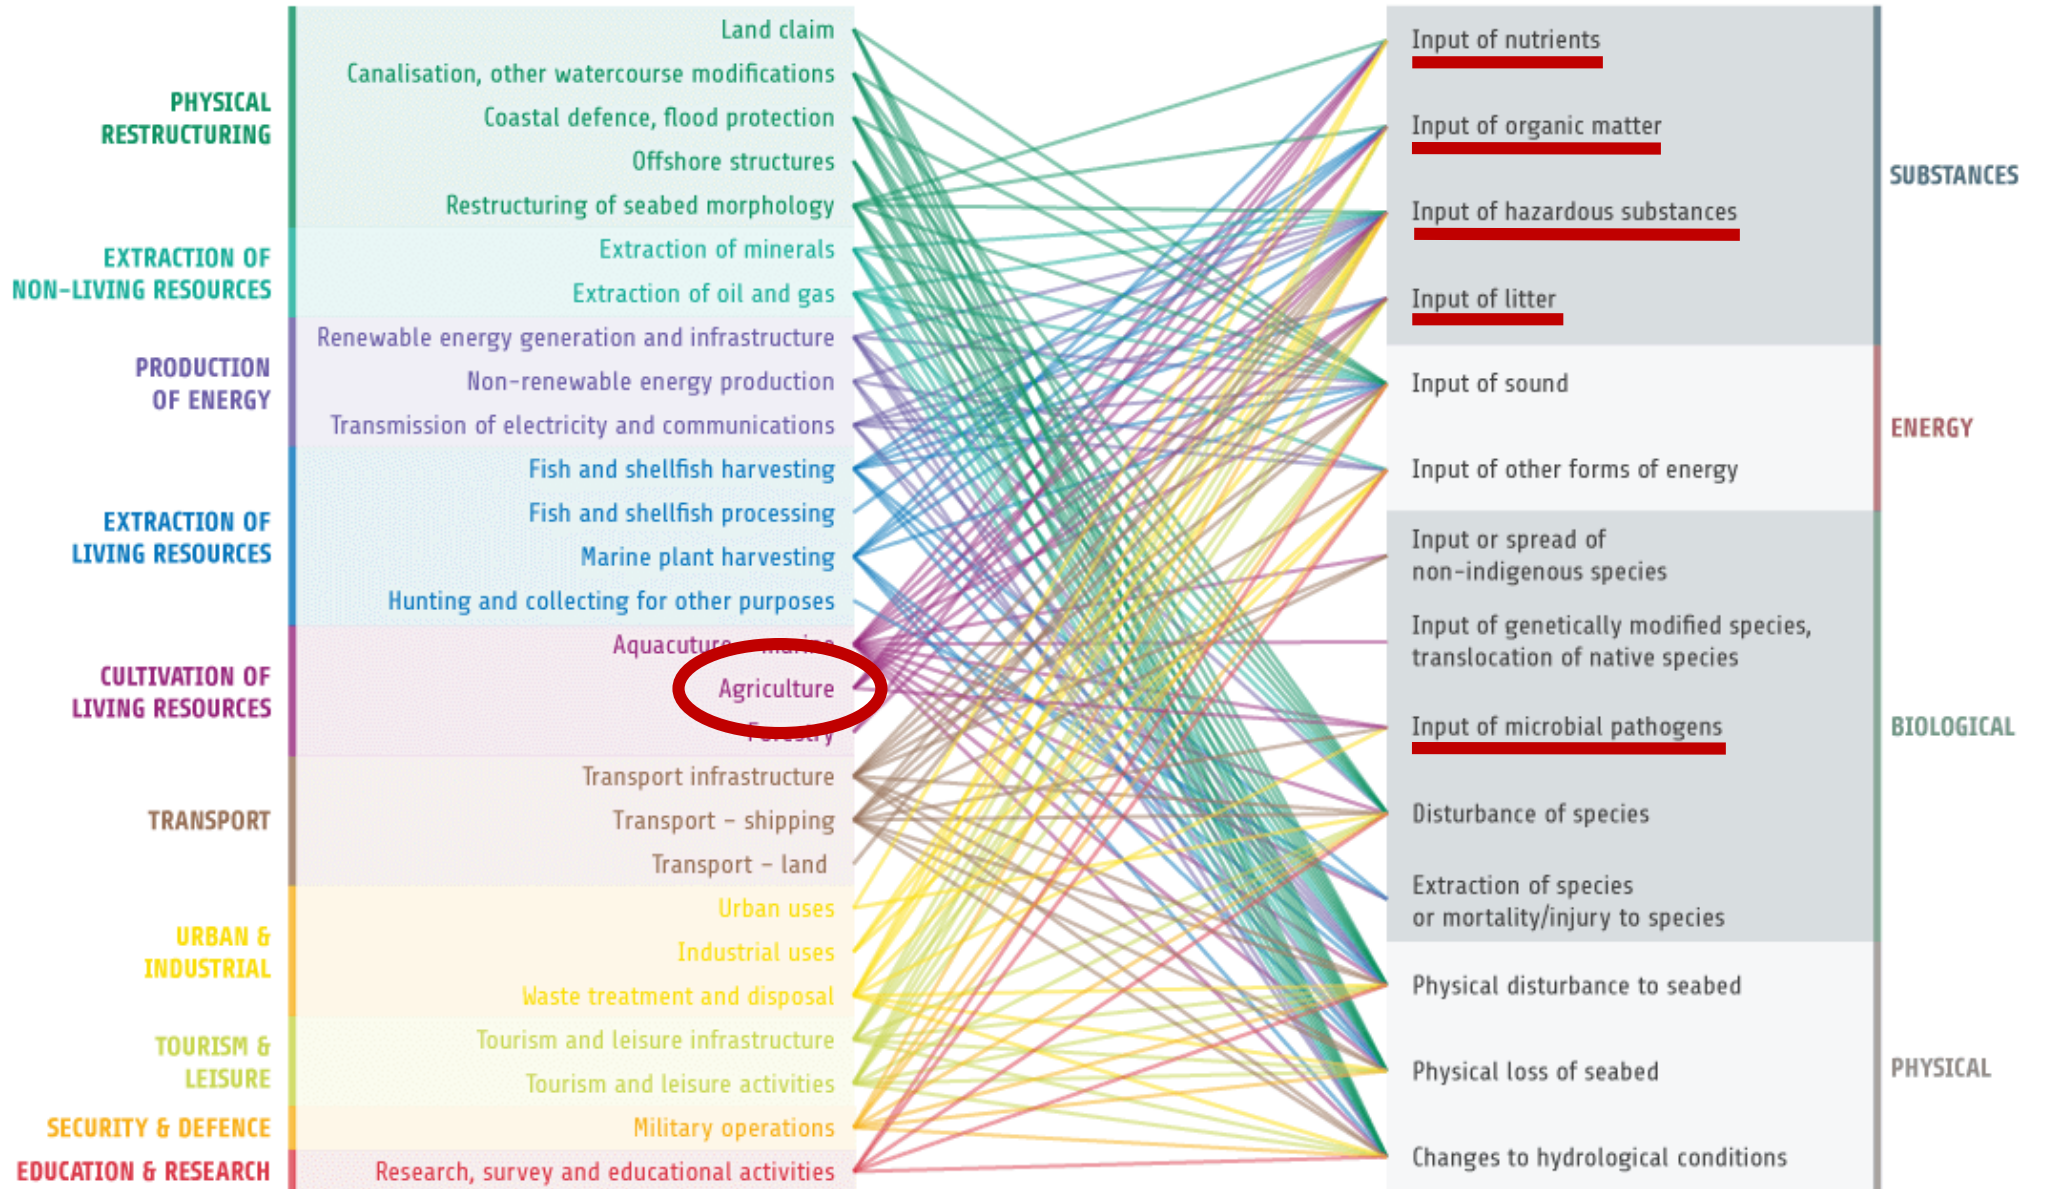 PHYSICAL
RESTRUCTURING
Land claim
Canalisation, other watercourse modifications
Coastal defence, flood protection
Offshore structures
Restructuring of seabed morphology
EXTRACTION OF
NON-LIVING RESOURCES
Extraction of minerals
Extraction of oil and gas
PRODUCTION
OF ENERGY
Renewable energy generation and infrastructure
Non-renewable energy production
Transmission of electricity and communications
EXTRACTION OF
LIVING RESOURCES
Fish and shellfish harvesting
Fish and shellfish processing
Marine plant harvesting
Hunting and collecting for other purposes
CULTIVATION OF
LIVING RESOURCES
Aquacuture – marine
Agriculture
Forestry
TRANSPORT
Transport infrastructure
Transport – shipping
Transport – land
URBAN &
INDUSTRIAL
Urban uses
Industrial uses
Waste treatment and disposal
TOURISM &
LEISURE
Tourism and leisure infrastructure
Tourism and leisure activities
SECURITY & DEFENCE
Military operations
EDUCATION & RESEARCH
Research, survey and educational activities
Input of nutrients
Input of organic matter
Input of hazardous substances
Input of litter
SUBSTANCES
Input of sound
Input of other forms of energy
ENERGY
Input or spread of
non-indigenous species
Input of genetically modified species,
translocation of native species
Input of microbial pathogens
Disturbance of species
Extraction of species
or mortality/injury to species
BIOLOGICAL
Physical disturbance to seabed
Physical loss of seabed
Changes to hydrological conditions
PHYSICAL